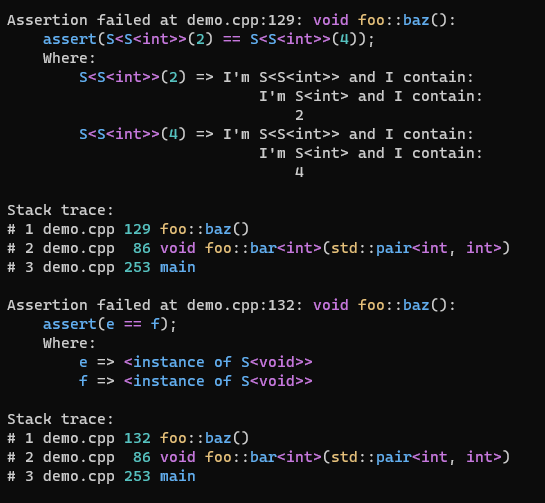 Assertion failed at demo.cpp:129: void foo::baz():
    assert(S<S<int>>(2) == S<S<int>>(4));
    Where:
        S<S<int>>(2) => I'm S<S<int>> and I contain:
                            I'm S<int> and I contain:
                                2
        S<S<int>>(4) => I'm S<S<int>> and I contain:
                            I'm S<int> and I contain:
                                4

Stack trace:
# 1 demo.cpp 129 foo::baz()
# 2 demo.cpp  86 void foo::bar<int>(std::pair<int, int>)
# 3 demo.cpp 253 main

Assertion failed at demo.cpp:132: void foo::baz():
    assert(e == f);
    Where:
        e => <instance of S<void>>
        f => <instance of S<void>>

Stack trace:
# 1 demo.cpp 132 foo::baz()
# 2 demo.cpp  86 void foo::bar<int>(std::pair<int, int>)
# 3 demo.cpp 253 main